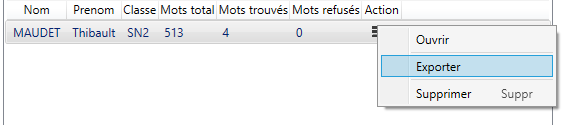 Nom Prenom Classe Mots total Mots trouvés Mots refusés Action
MAUDET Thibault SN2 513 4 0
Ouvrir
Exporter
Supprimer Suppr